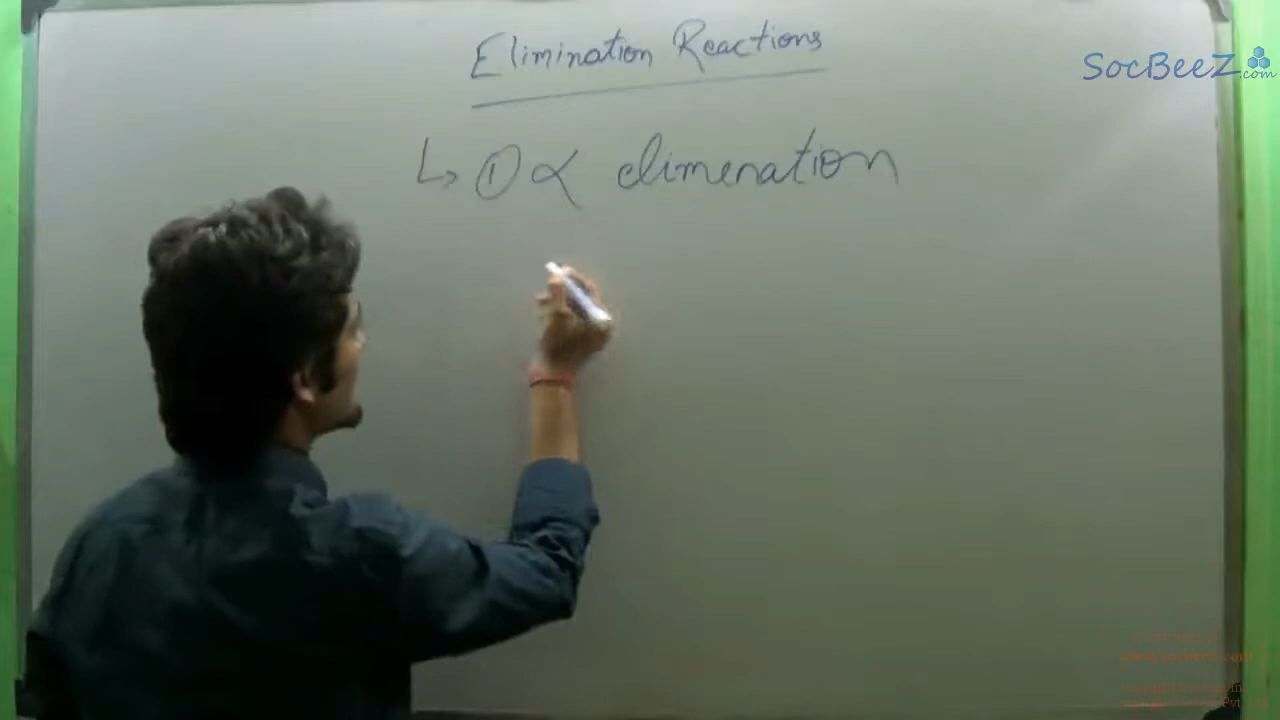 Elimination Reactions
SocBeeZ.com
↳ ① α elimenation